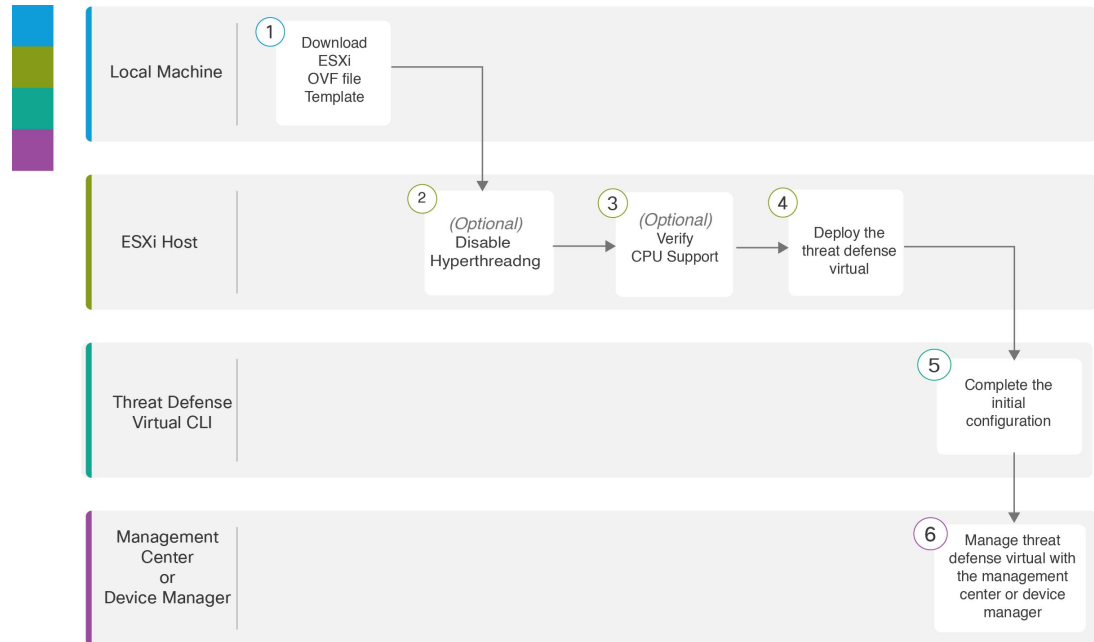 Local Machine
1
Download
ESXi
OVF file
Template
ESXi Host
2
(Optional)
Disable
Hyperthreadng
3
(Optional)
Verify
CPU Support
4
Deploy the
threat defense
virtual
Threat Defense
Virtual CLI
5
Complete the
initial
configuration
Management
Center
or
Device Manager
6
Manage threat
defense virtual with
the management
center or device
manager